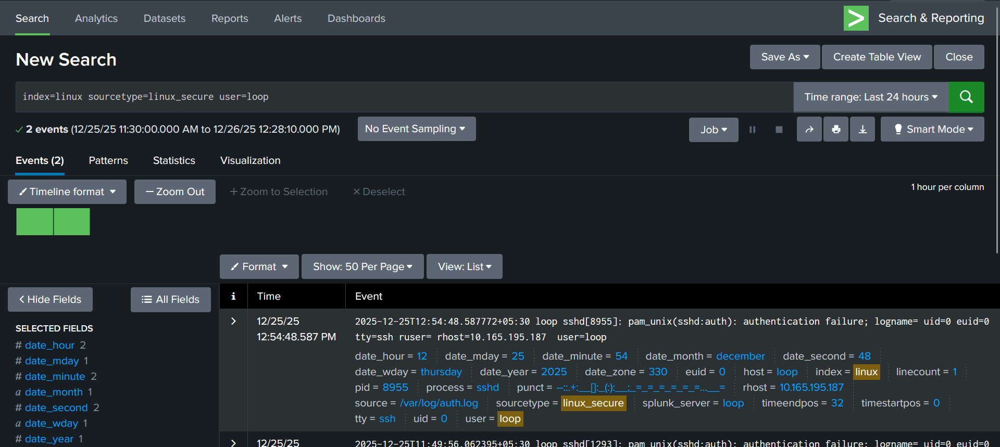 Search Analytics Datasets Reports Alerts Dashboards Search & Reporting
New Search
Save As Create Table View Close
index=linux sourcetype=linux_secure user=loop
Time range: Last 24 hours
2 events (12/25/25 11:30:00.000 AM to 12/26/25 12:28:10.000 PM)
No Event Sampling
Job
Smart Mode
Events (2) Patterns Statistics Visualization
Timeline format — Zoom Out + Zoom to Selection × Deselect
1 hour per column
Format Show: 50 Per Page View: List
< Hide Fields All Fields
SELECTED FIELDS
# date_hour 2
# date_mday 1
# date_minute 2
a date_month 1
# date_second 2
a date_wday 1
# date_year 1
i Time Event
12/25/25
12:54:48.587 PM
2025-12-25T12:54:48.587772+05:30 loop sshd[8955]: pam_unix(sshd:auth): authentication failure; logname= uid=0 euid=0
tty=ssh ruser= rhost=10.165.195.187  user=loop
date_hour = 12 date_mday = 25 date_minute = 54 date_month = december date_second = 48
date_wday = thursday date_year = 2025 date_zone = 330 euid = 0 host = loop index = linux linecount = 1
pid = 8955 process = sshd punct = --::.+:__[]:_(:):__;_=_=_=_=_=_=...__= rhost = 10.165.195.187
source = /var/log/auth.log sourcetype = linux_secure splunk_server = loop timeendpos = 32 timestartpos = 0
tty = ssh uid = 0 user = loop
12/25/25
2025-12-25T11:49:56.062395+05:30 loop sshd[1293]: pam_unix(sshd:auth): authentication failure; logname= uid=0 euid=0